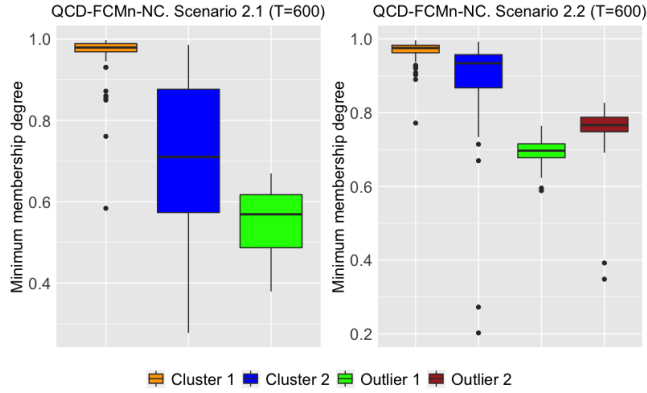 QCD-FCMn-NC. Scenario 2.1 (T=600)
Minimum membership degree
1.0
0.8
0.6
0.4
QCD-FCMn-NC. Scenario 2.2 (T=600)
Minimum membership degree
1.0
0.8
0.6
0.4
0.2
Cluster 1 Cluster 2 Outlier 1 Outlier 2